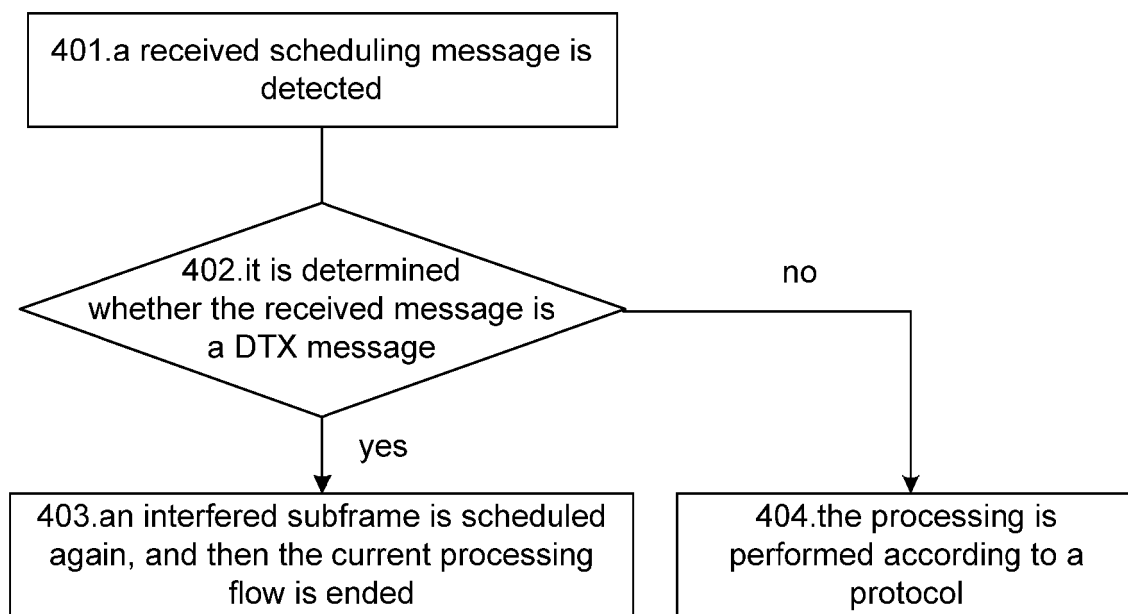 401.a received scheduling message is
detected
402.it is determined
whether the received message is
a DTX message
no
yes
403.an interfered subframe is scheduled
again, and then the current processing
flow is ended
404.the processing is
performed according to a
protocol